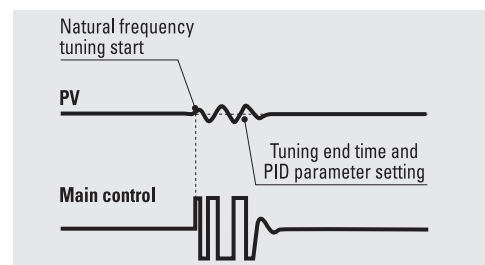 Natural frequency
tuning start
PV
Tuning end time and
PID parameter setting
Main control